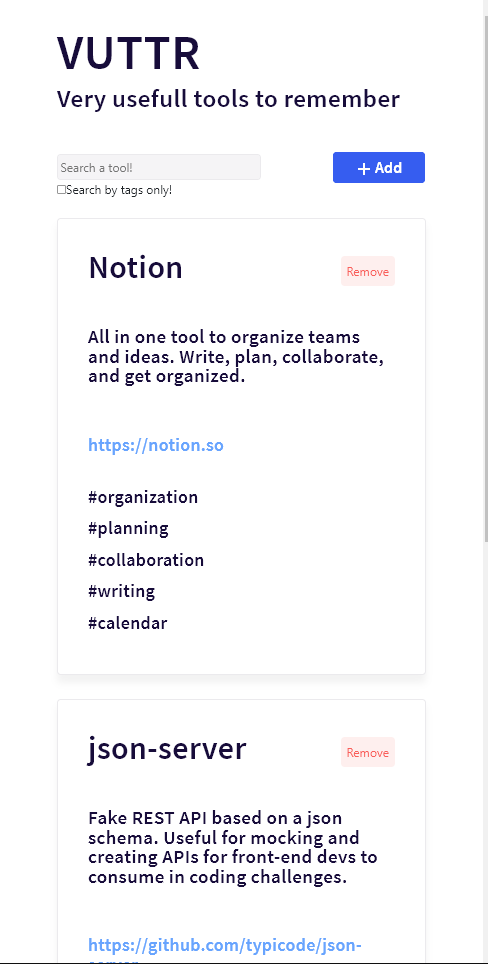 VUTTR
Very usefull tools to remember
Search a tool!
+ Add
Search by tags only!
Notion
Remove
All in one tool to organize teams
and ideas. Write, plan, collaborate,
and get organized.
https://notion.so
#organization
#planning
#collaboration
#writing
#calendar
json-server
Remove
Fake REST API based on a json
schema. Useful for mocking and
creating APIs for front-end devs to
consume in coding challenges.
https://github.com/typicode/json-